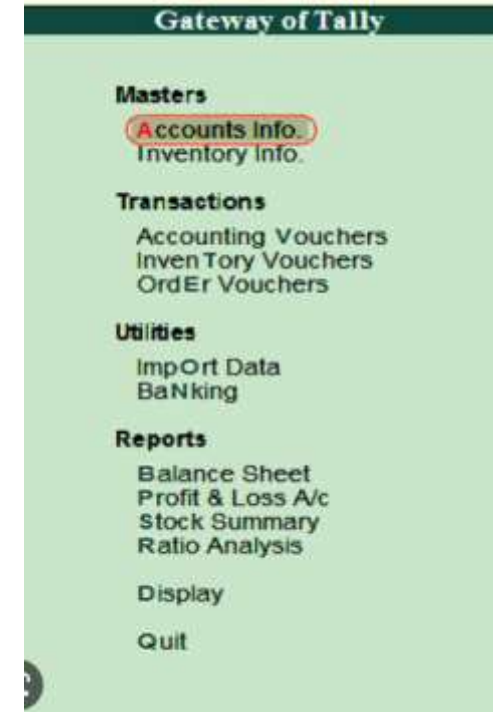 Gateway of Tally
Masters
Accounts Info.
Inventory Info.
Transactions
Accounting Vouchers
InvenTory Vouchers
OrdEr Vouchers
Utilities
ImpOrt Data
BaNking
Reports
Balance Sheet
Profit & Loss A/c
Stock Summary
Ratio Analysis
Display
Quit